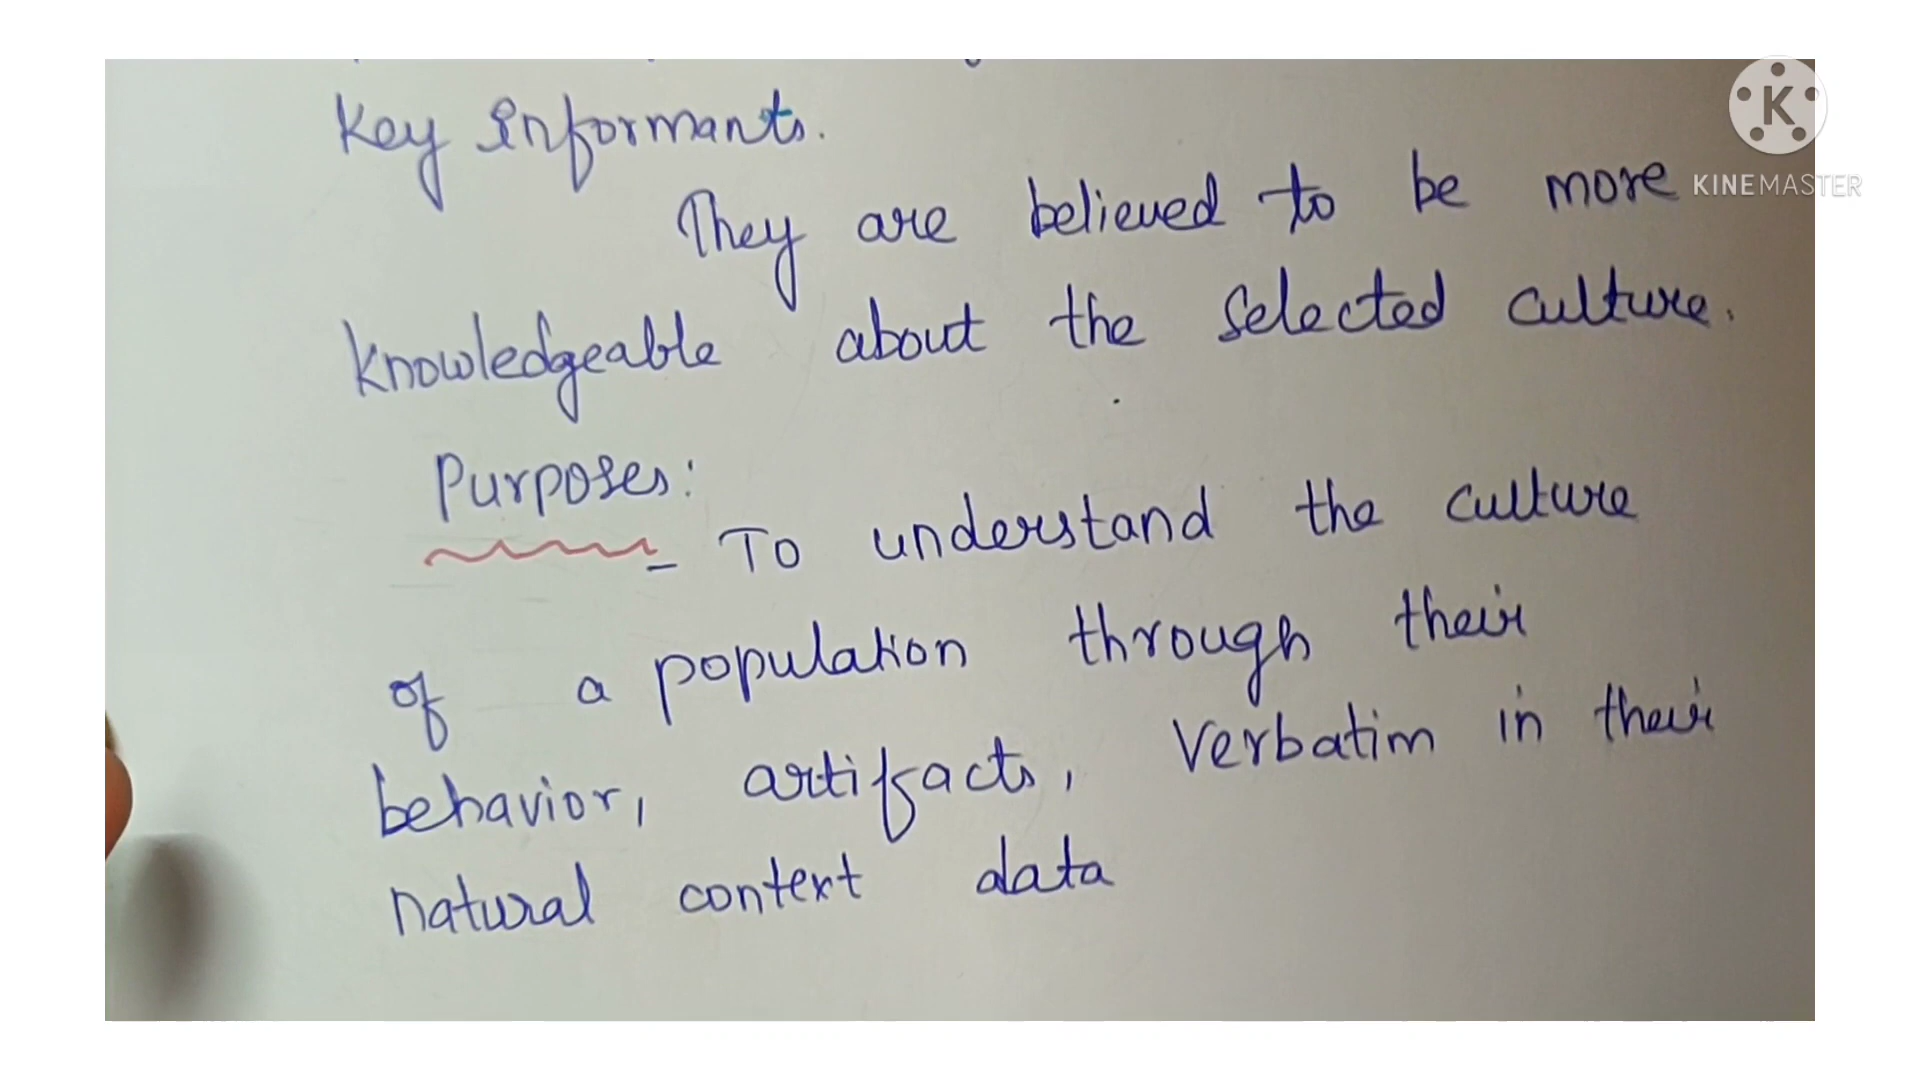 Key Informants.
They are believed to be more
knowledgeable about the selected culture.
Purposes:
- To understand the culture
of a population through their
behavior, artifacts, verbatim in their
natural context data
K
KINEMASTER